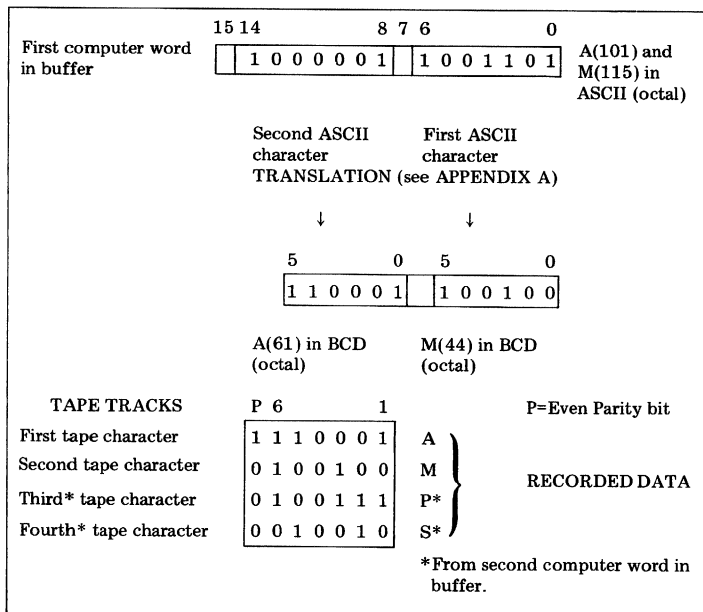 15 14 8 7 6 0
First computer word
in buffer
1 0 0 0 0 0 1 1 0 0 1 1 0 1
A(101) and
M(115) in
ASCII (octal)
Second ASCII
character
First ASCII
character
TRANSLATION (see APPENDIX A)
↓ ↓
5 0 5 0
1 1 0 0 0 1 1 0 0 1 0 0
A(61) in BCD
(octal)
M(44) in BCD
(octal)
TAPE TRACKS P 6 1 P=Even Parity bit
First tape character 1 1 1 0 0 0 1 A
Second tape character 0 1 0 0 1 0 0 M
Third* tape character 0 1 0 0 1 1 1 P*
Fourth* tape character 0 0 1 0 0 1 0 S*
RECORDED DATA
*From second computer word in
buffer.